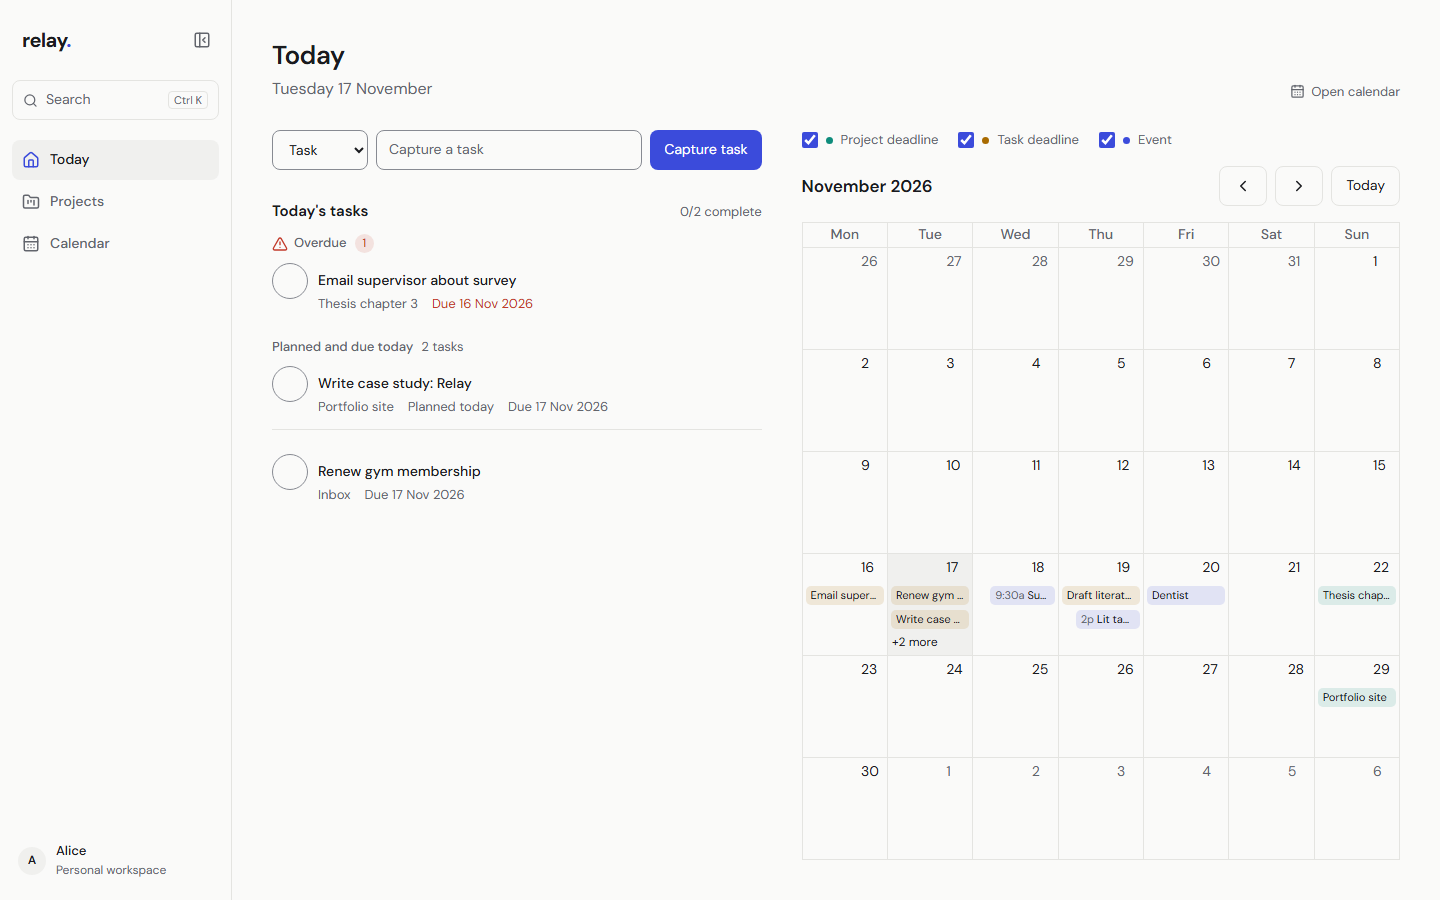 relay.
Search Ctrl K
Today
Projects
Calendar
A
Alice
Personal workspace
Today
Tuesday 17 November
Open calendar
Task
Capture a task
Capture task
Today's tasks 0/2 complete
Overdue 1
Email supervisor about survey
Thesis chapter 3 Due 16 Nov 2026
Planned and due today 2 tasks
Write case study: Relay
Portfolio site Planned today Due 17 Nov 2026
Renew gym membership
Inbox Due 17 Nov 2026
Project deadline Task deadline Event
November 2026
Today
Mon Tue Wed Thu Fri Sat Sun
26 27 28 29 30 31 1
2 3 4 5 6 7 8
9 10 11 12 13 14 15
16 17 18 19 20 21 22
Email super... Renew gym ... 9:30a Su... Draft literat... Dentist Thesis chap...
Write case ... 2p Lit ta...
+2 more
23 24 25 26 27 28 29
Portfolio site
30 1 2 3 4 5 6